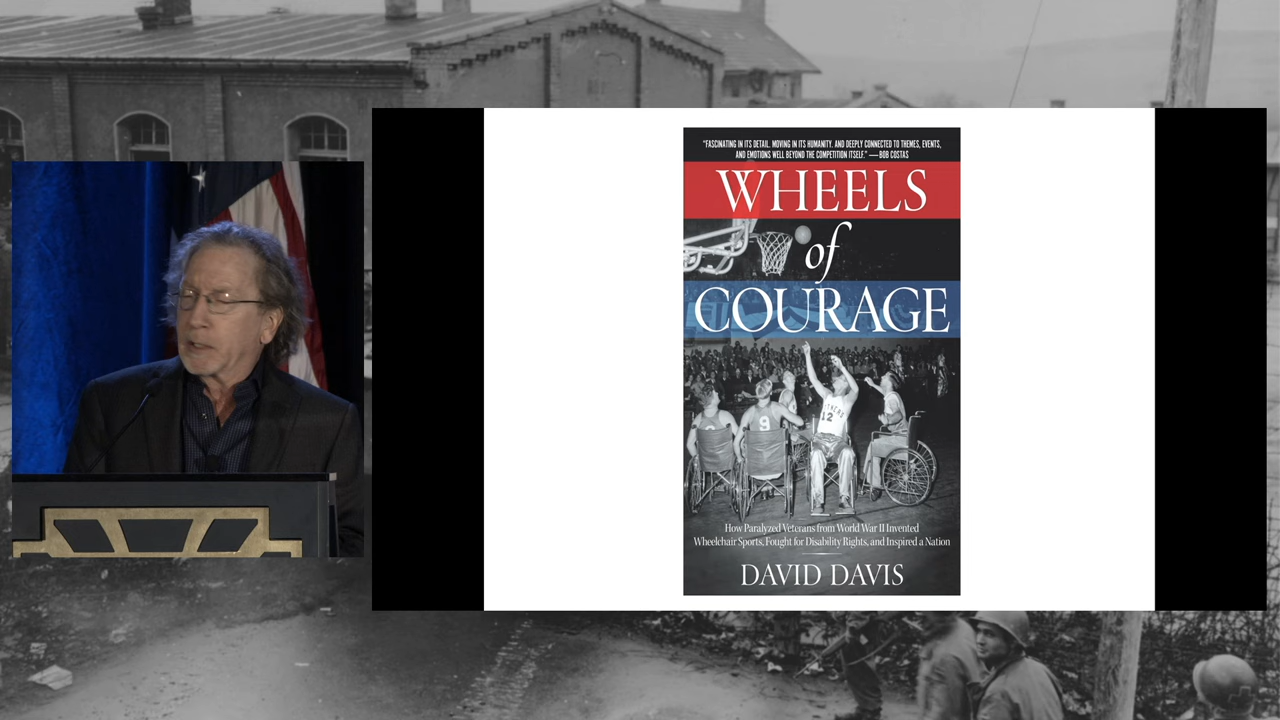 "FASCINATING IN ITS DETAIL. MOVING IN ITS HUMANITY. AND DEEPLY CONNECTED TO THEMES, EVENTS,
AND EMOTIONS WELL BEYOND THE COMPETITION ITSELF." —BOB COSTAS
WHEELS
of
COURAGE
12
9
How Paralyzed Veterans from World War II Invented
Wheelchair Sports, Fought for Disability Rights, and Inspired a Nation
DAVID DAVIS